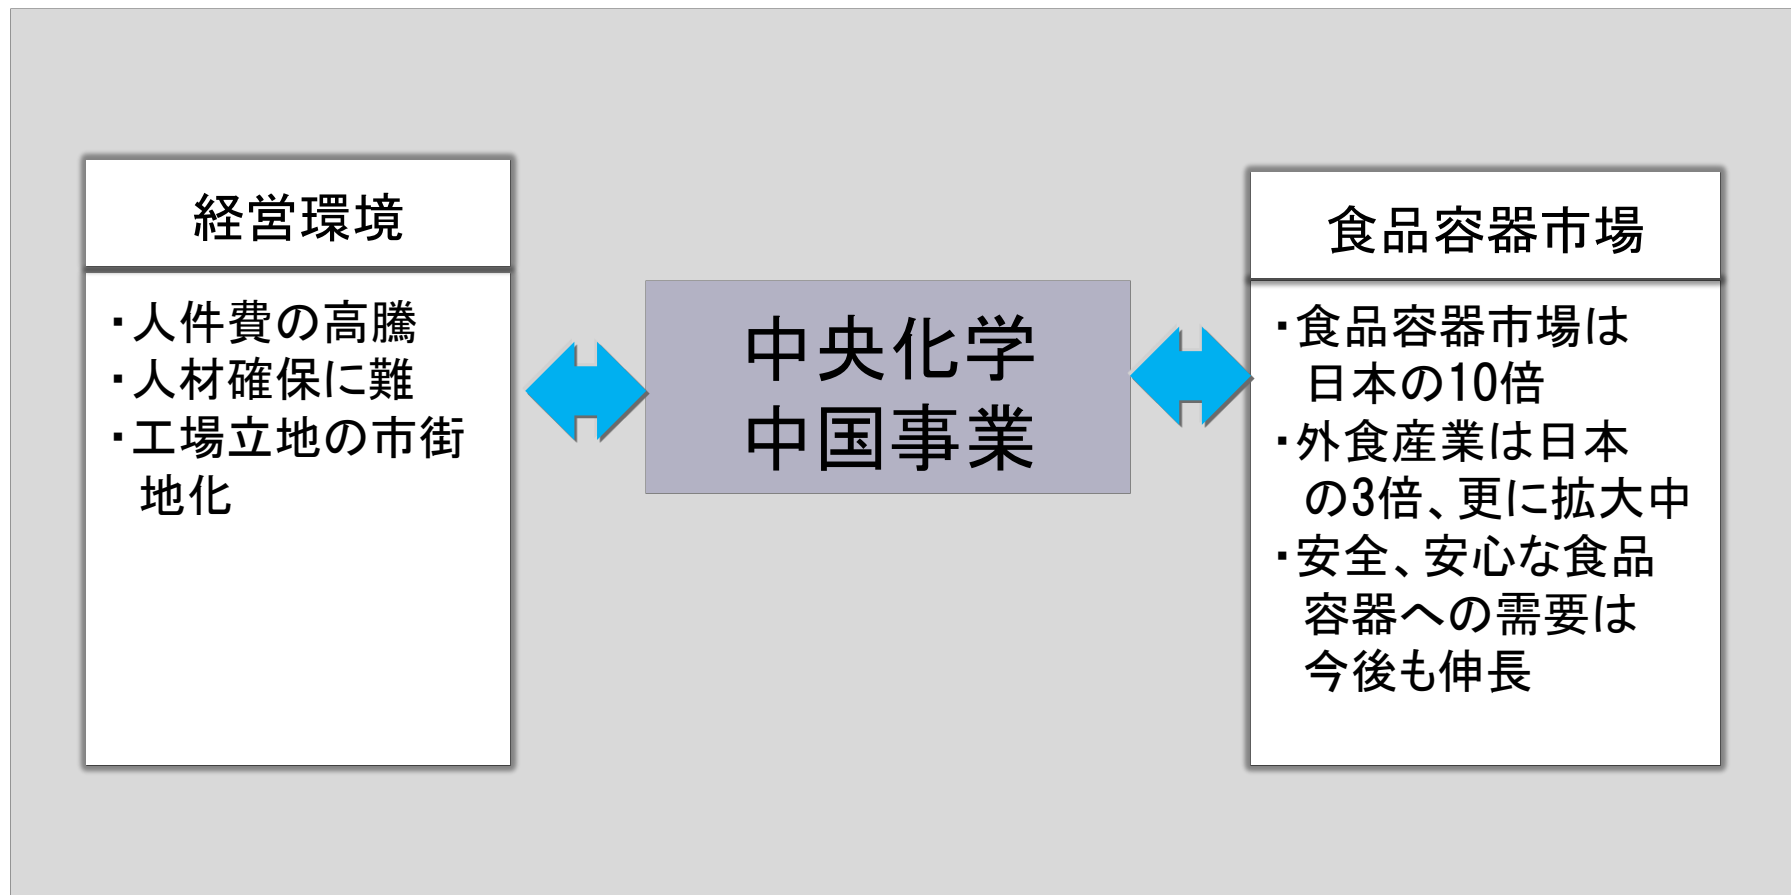 経営環境
・人件費の高騰
・人材確保に難
・工場立地の市街
地化
中央化学
中国事業
食品容器市場
・食品容器市場は
日本の10倍
・外食産業は日本
の3倍、更に拡大中
・安全、安心な食品
容器への需要は
今後も伸長